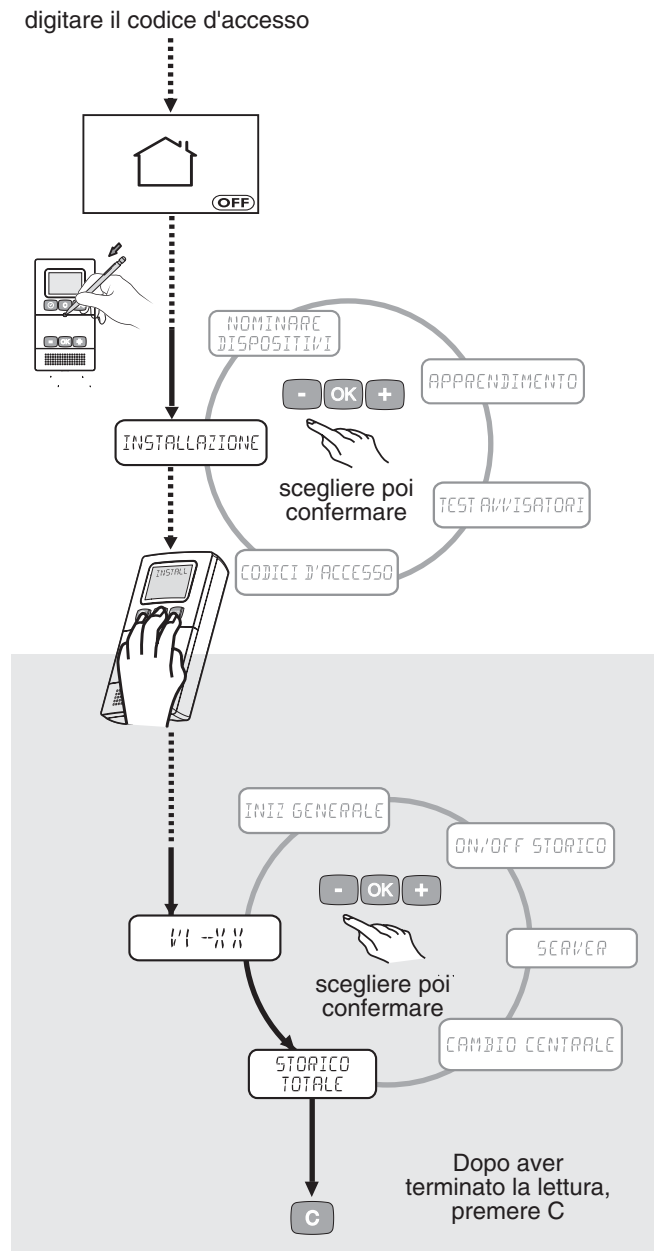 digitare il codice d'accesso
OFF
NOMINARE
DISPOSITIVI
- OK +
APPRENDIMENTO
INSTALLAZIONE
scegliere poi
confermare
TEST AVVISATORI
CODICI D'ACCESSO
INSTALL
INIZ GENERALE
ON/OFF STORICO
- OK +
V1 --XX
SERVER
scegliere poi
confermare
CAMBIO CENTRALE
STORICO
TOTALE
Dopo aver
terminato la lettura,
premere C
C